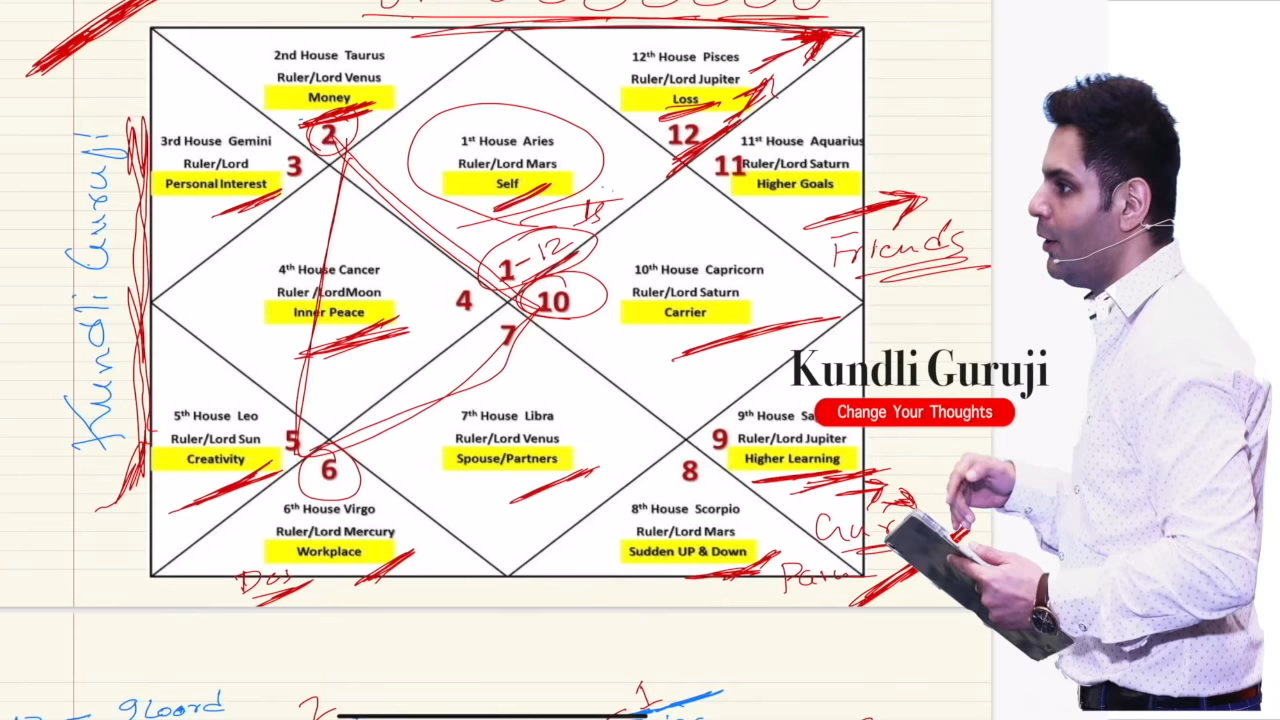 Kundli Guruji
2nd House Taurus
Ruler/Lord Venus
Money
2
12th House Pisces
Ruler/Lord Jupiter
Loss
12
3rd House Gemini
Ruler/Lord
Personal Interest
3
1st House Aries
Ruler/Lord Mars
Self
1-12
11st House Aquarius
Ruler/Lord Saturn
Higher Goals
11
Friends
4th House Cancer
Ruler /LordMoon
Inner Peace
4
10th House Capricorn
Ruler/Lord Saturn
Carrier
10
7
Kundli Guruji
Change Your Thoughts
5th House Leo
Ruler/Lord Sun
Creativity
5
7th House Libra
Ruler/Lord Venus
Spouse/Partners
9th House Sa
Ruler/Lord Jupiter
Higher Learning
9
6
6th House Virgo
Ruler/Lord Mercury
Workplace
8
8th House Scorpio
Ruler/Lord Mars
Sudden UP & Down